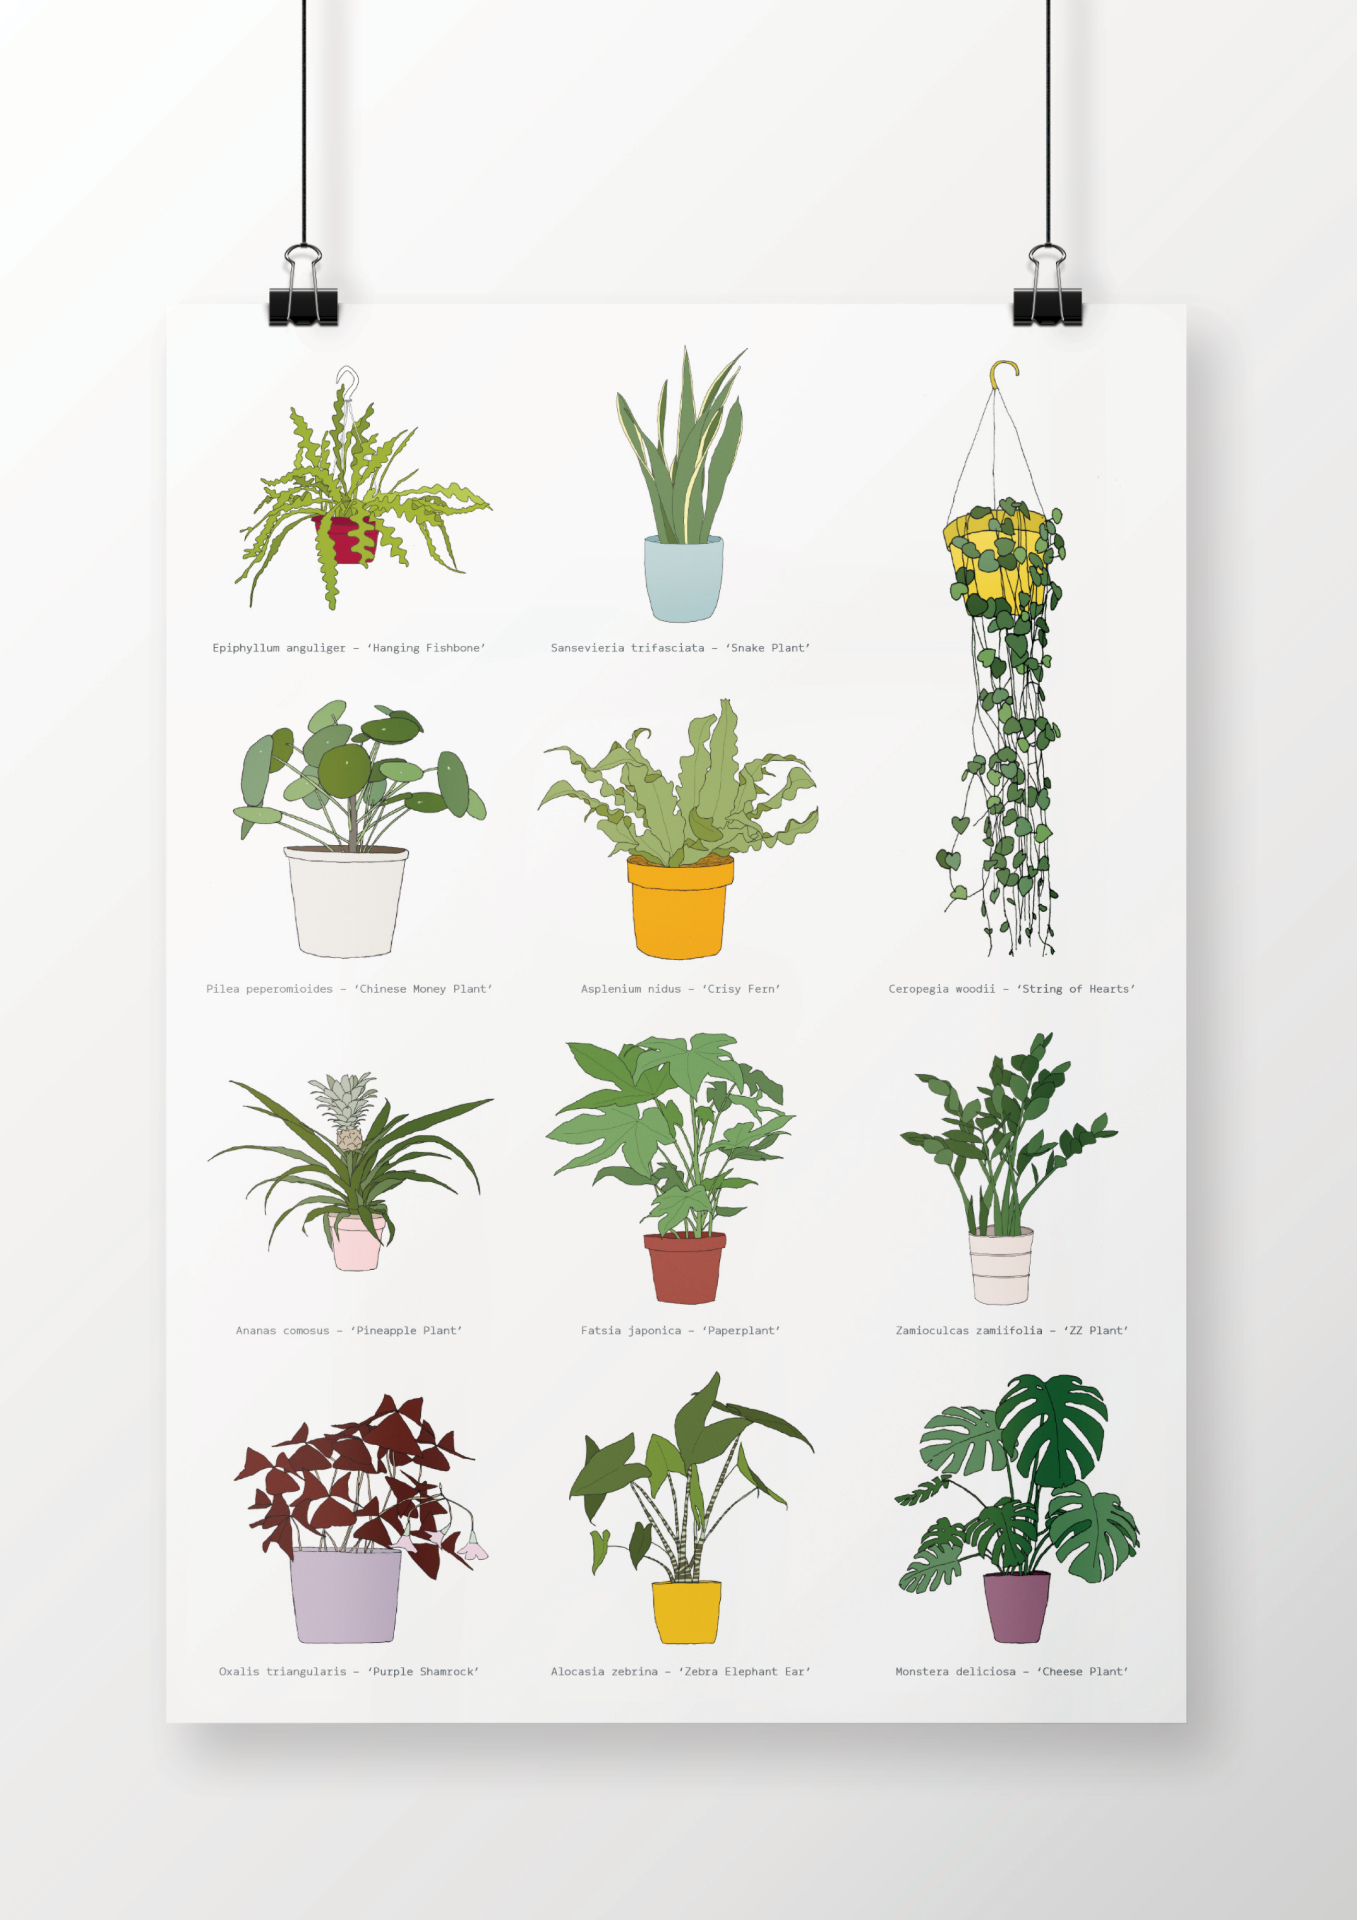 Epiphyllum anguliger – ‘Hanging Fishbone’
Sansevieria trifasciata – ‘Snake Plant’
Pilea peperomioides – ‘Chinese Money Plant’
Asplenium nidus – ‘Crisy Fern’
Ceropegia woodii – ‘String of Hearts’
Ananas comosus – ‘Pineapple Plant’
Fatsia japonica – ‘Paperplant’
Zamioculcas zamiifolia – ‘ZZ Plant’
Oxalis triangularis – ‘Purple Shamrock’
Alocasia zebrina – ‘Zebra Elephant Ear’
Monstera deliciosa – ‘Cheese Plant’